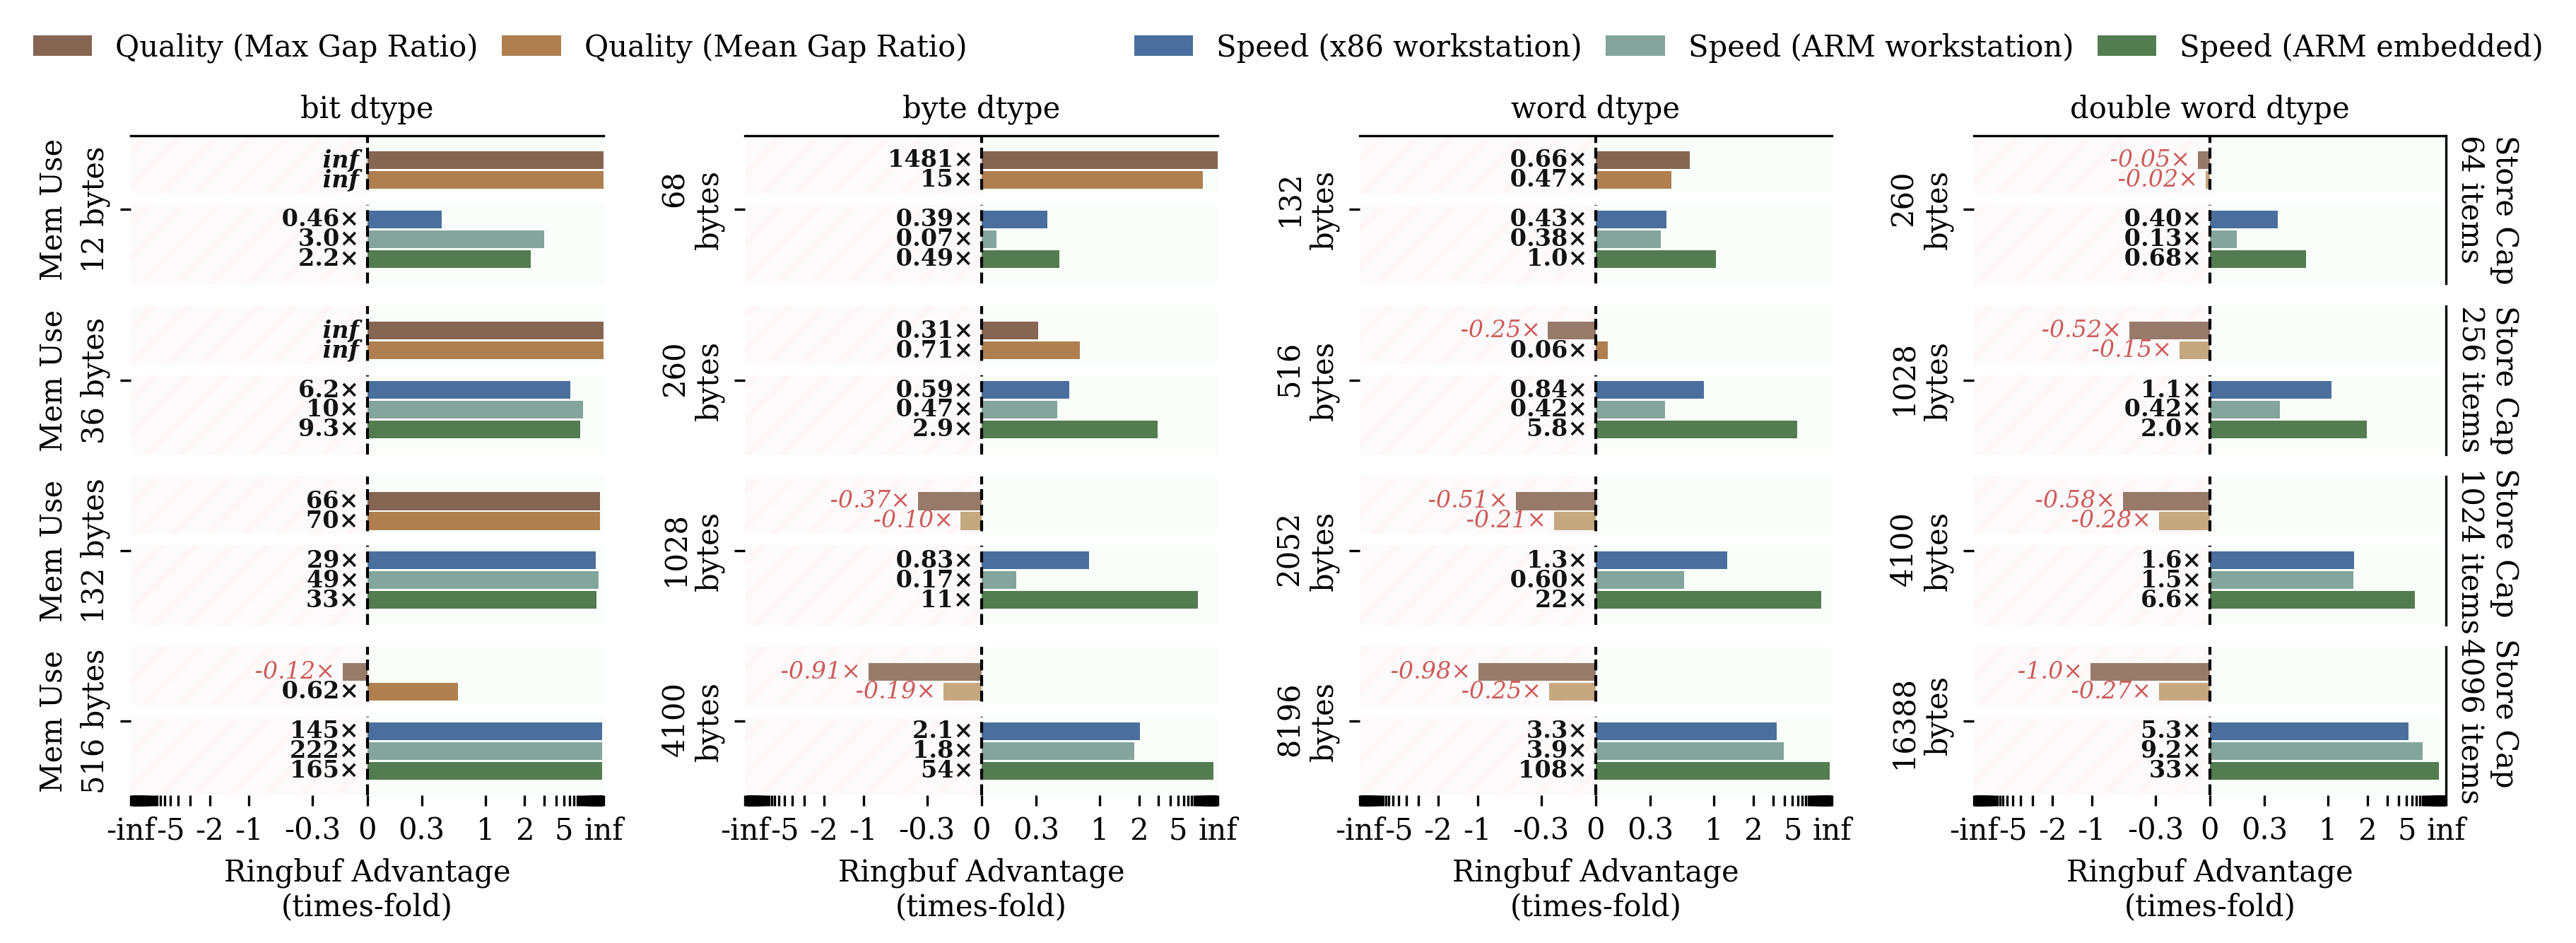 Quality (Max Gap Ratio) Quality (Mean Gap Ratio) Speed (x86 workstation) Speed (ARM workstation) Speed (ARM embedded)
bit dtype
byte dtype
word dtype
double word dtype
Mem Use
12 bytes
inf
inf
0.46×
3.0×
2.2×
68
bytes
1481×
15×
0.39×
0.07×
0.49×
132
bytes
0.66×
0.47×
0.43×
0.38×
1.0×
260
bytes
-0.05×
-0.02×
0.40×
0.13×
0.68×
Store Cap
64 items
Mem Use
36 bytes
inf
inf
6.2×
10×
9.3×
260
bytes
0.31×
0.71×
0.59×
0.47×
2.9×
516
bytes
-0.25×
0.06×
0.84×
0.42×
5.8×
1028
bytes
-0.52×
-0.15×
1.1×
0.42×
2.0×
Store Cap
256 items
Mem Use
132 bytes
66×
70×
29×
49×
33×
1028
bytes
-0.37×
-0.10×
0.83×
0.17×
11×
2052
bytes
-0.51×
-0.21×
1.3×
0.60×
22×
4100
bytes
-0.58×
-0.28×
1.6×
1.5×
6.6×
Store Cap
1024 items
Mem Use
516 bytes
-0.12×
0.62×
145×
222×
165×
4100
bytes
-0.91×
-0.19×
2.1×
1.8×
54×
8196
bytes
-0.98×
-0.25×
3.3×
3.9×
108×
16388
bytes
-1.0×
-0.27×
5.3×
9.2×
33×
Store Cap
4096 items
-inf -5 -2 -1 -0.3 0 0.3 1 2 5 inf
-inf -5 -2 -1 -0.3 0 0.3 1 2 5 inf
-inf -5 -2 -1 -0.3 0 0.3 1 2 5 inf
-inf -5 -2 -1 -0.3 0 0.3 1 2 5 inf
Ringbuf Advantage
(times-fold)
Ringbuf Advantage
(times-fold)
Ringbuf Advantage
(times-fold)
Ringbuf Advantage
(times-fold)